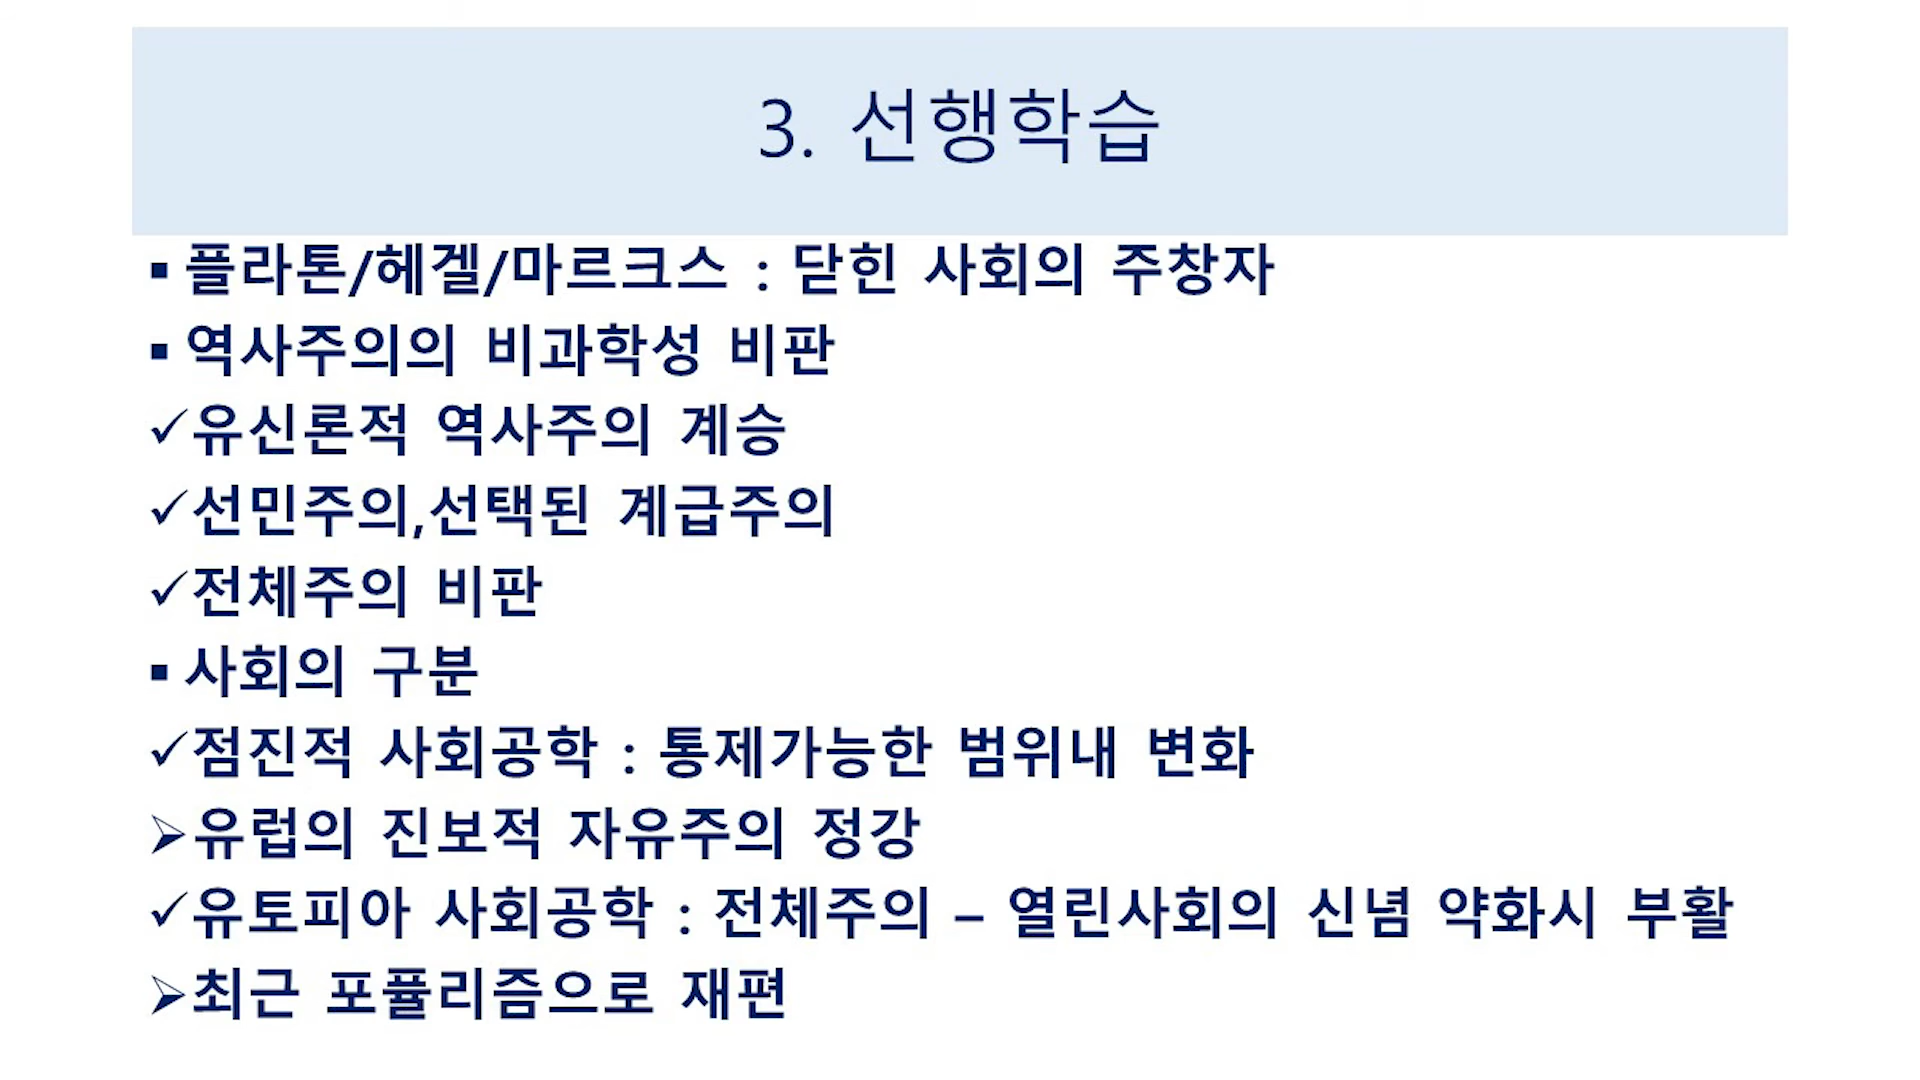 3. 선행학습
▪ 플라톤/헤겔/마르크스 : 닫힌 사회의 주창자
▪ 역사주의의 비과학성 비판
✓유신론적 역사주의 계승
✓선민주의,선택된 계급주의
✓전체주의 비판
▪ 사회의 구분
✓점진적 사회공학 : 통제가능한 범위내 변화
➢유럽의 진보적 자유주의 정강
✓유토피아 사회공학 : 전체주의 – 열린사회의 신념 약화시 부활
➢최근 포퓰리즘으로 재편